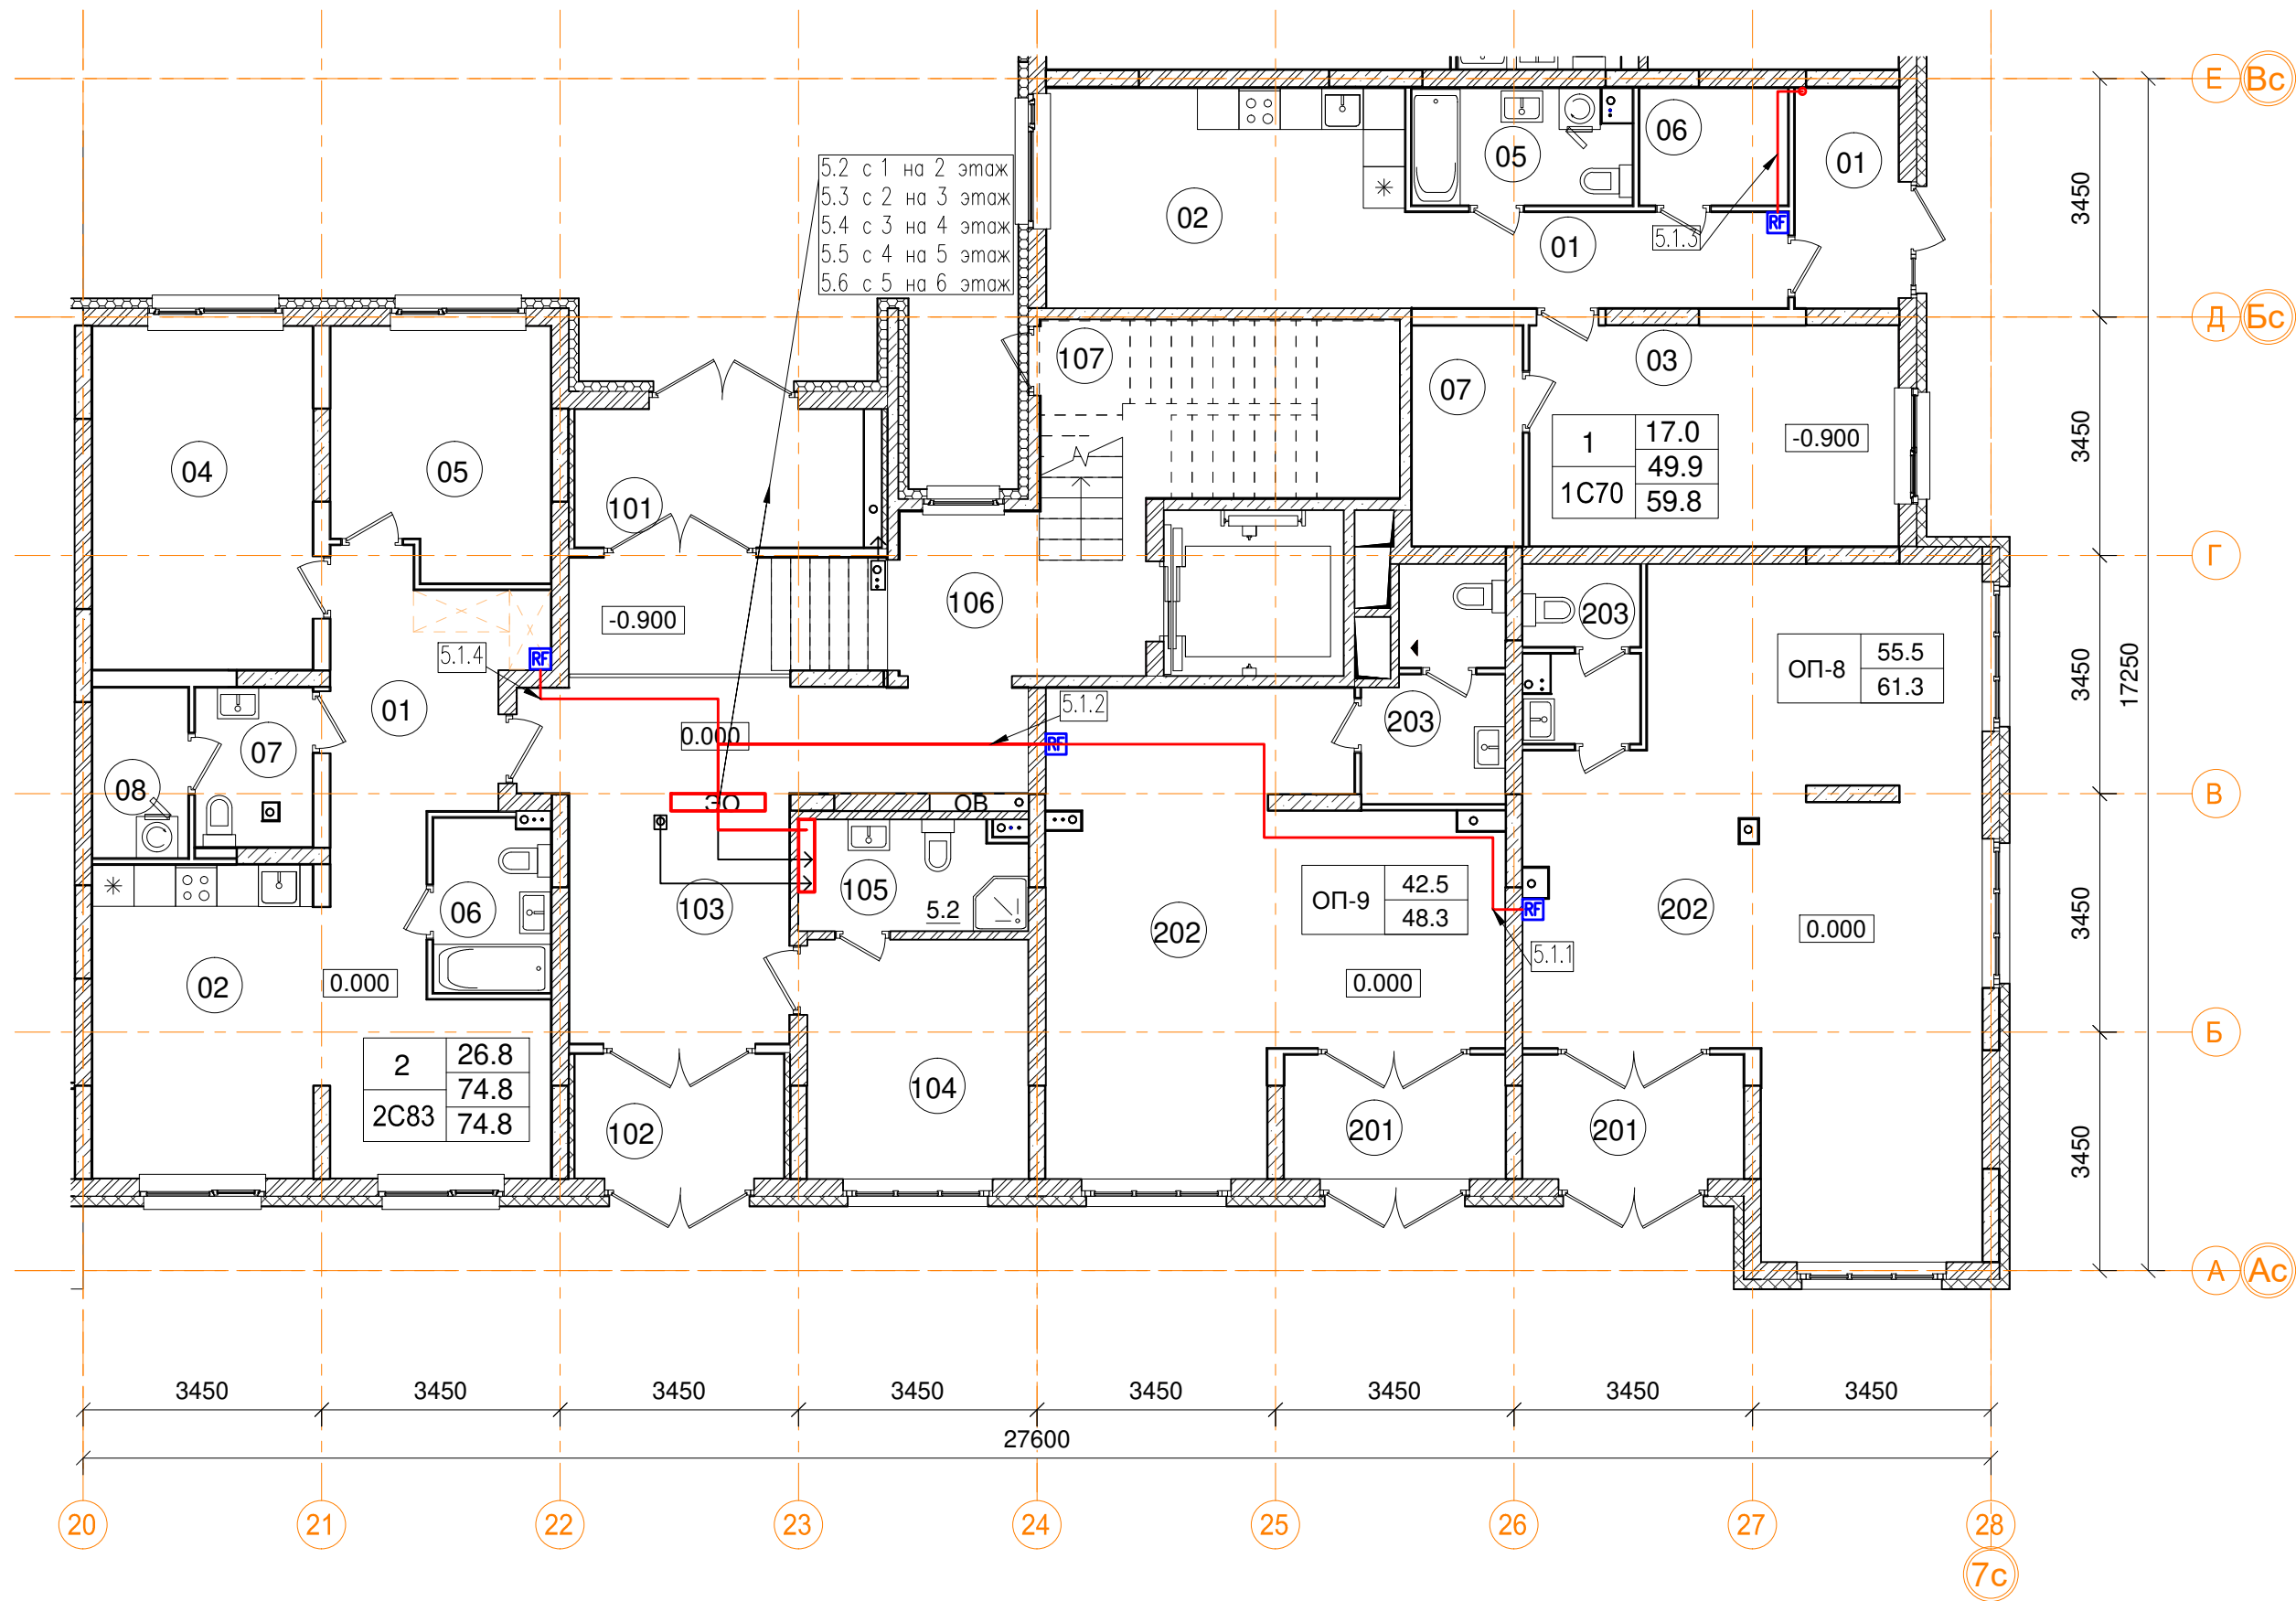 Е Вс
06
05
01
02
01
5.2 с 1 на 2 этаж
5.3 с 2 на 3 этаж
5.4 с 3 на 4 этаж
5.5 с 4 на 5 этаж
5.6 с 5 на 6 этаж
RF
5.1.3
3450
Д Бс
107
03
07
1 17.0
49.9
1С70 59.8
-0.900
3450
04
05
101
Г
106
-0.900
203
ОП-8 55.5
61.3
3450
17250
5.1.4
RF
01
0.000
5.1.2
RF
203
07
08
ЭО
ОВ
В
06
103
105
5.2
ОП-9 42.5
48.3
RF
202
202
0.000
5.1.1
3450
02
0.000
0.000
Б
2 26.8
74.8
2С83 74.8
102
104
201
201
3450
А Ас
3450 3450 3450 3450 3450 3450 3450 3450
27600
20 21 22 23 24 25 26 27 28
7с